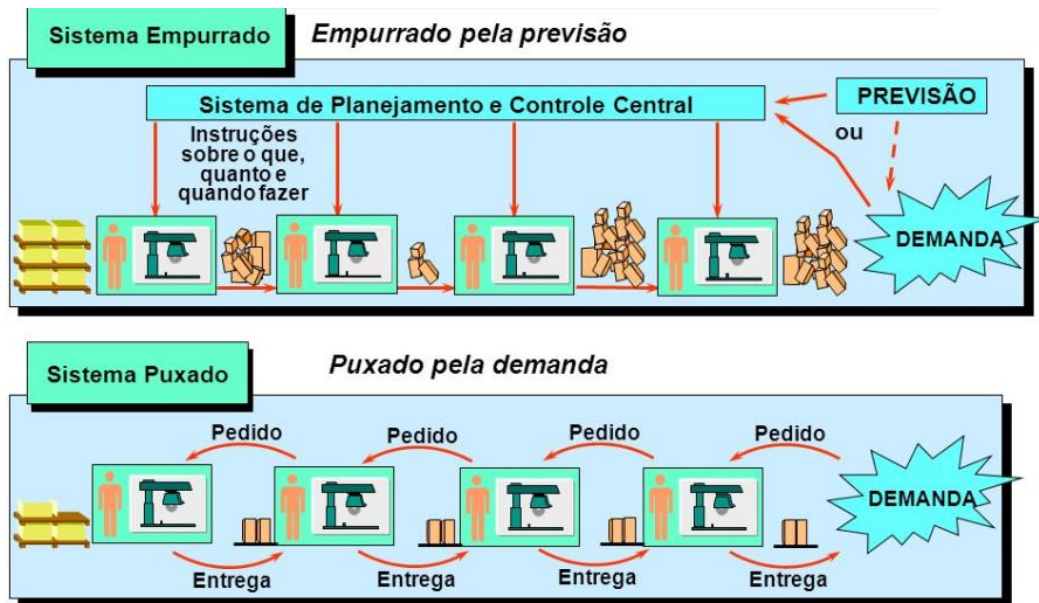 Sistema Empurrado
Empurrado pela previsão
Sistema de Planejamento e Controle Central
PREVISÃO
ou
Instruções
sobre o que,
quanto e
quando fazer
DEMANDA
Sistema Puxado
Puxado pela demanda
Pedido
Pedido
Pedido
Pedido
DEMANDA
Entrega
Entrega
Entrega
Entrega